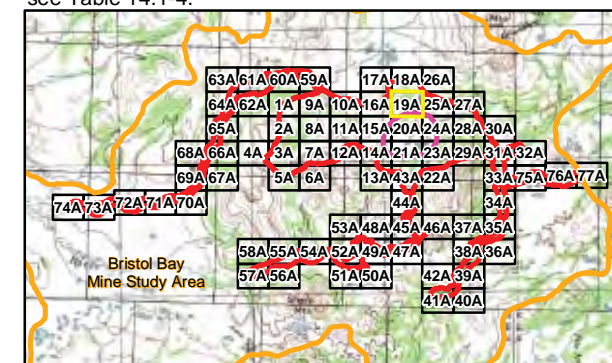 see Table 14.1-4.
63A 61A 60A 59A 17A 18A 26A
64A 62A 1A 9A 10A 16A 19A 25A 27A
65A 2A 8A 11A 15A 20A 24A 28A 30A
68A 66A 4A 3A 7A 12A 14A 21A 23A 29A 31A 32A
69A 67A 5A 6A 13A 43A 22A 33A 75A 76A 77A
74A 73A 72A 71A 70A 44A 34A
53A 48A 45A 46A 37A 35A
58A 55A 54A 52A 49A 47A 38A 36A
57A 56A 51A 50A 42A 39A
41A 40A
Bristol Bay
Mine Study Area